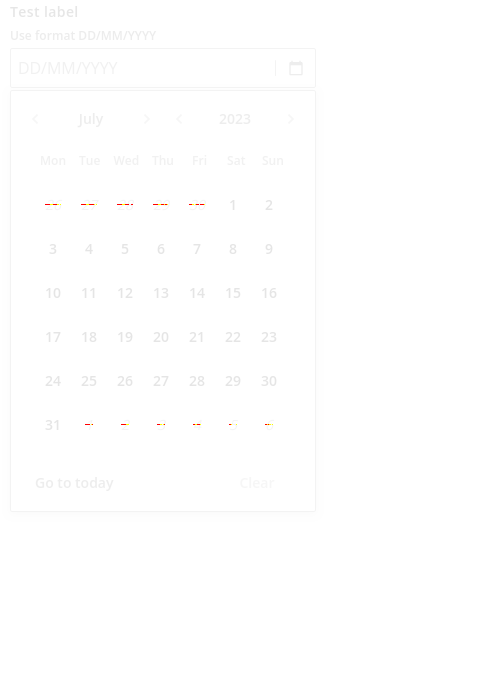 Test label
Use format DD/MM/YYYY
DD/MM/YYYY
July 2023
Mon Tue Wed Thu Fri Sat Sun
1 2
3 4 5 6 7 8 9
10 11 12 13 14 15 16
17 18 19 20 21 22 23
24 25 26 27 28 29 30
31
Go to today Clear